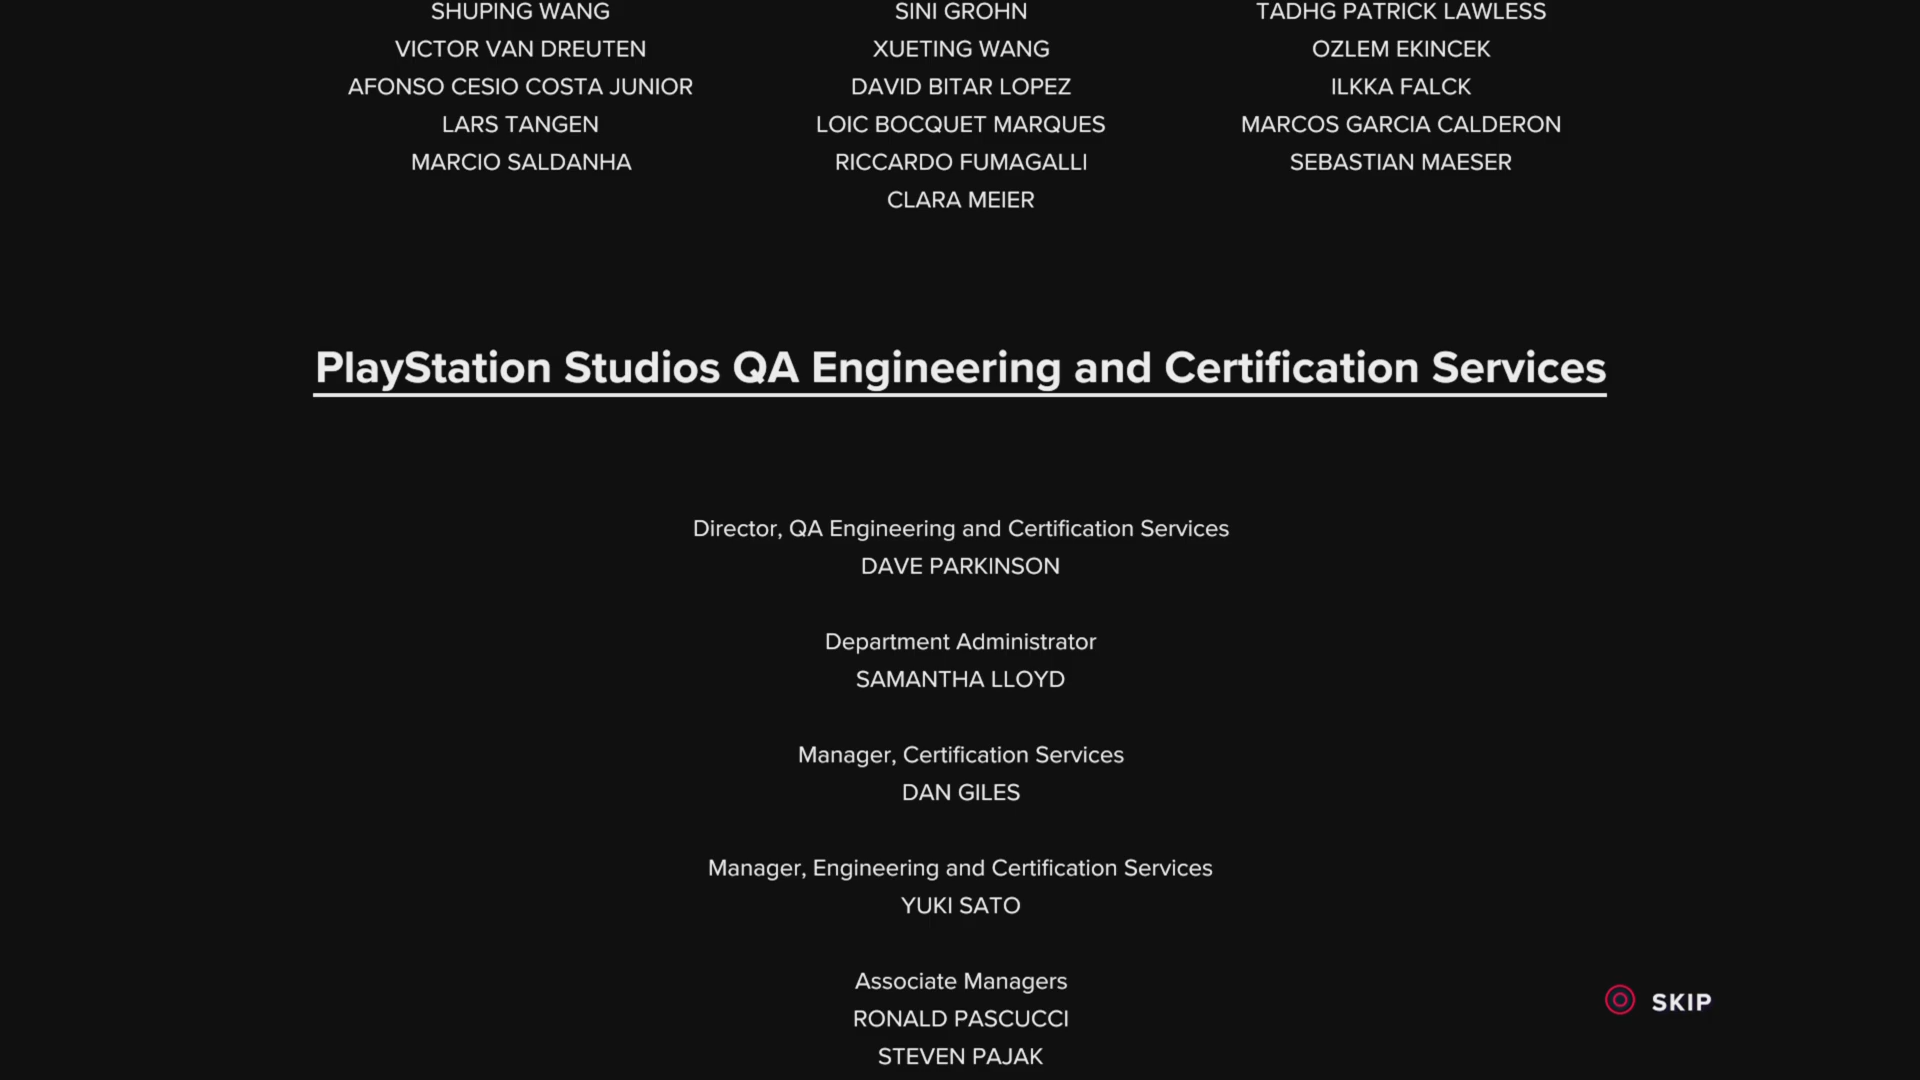 SHUPING WANG
SINI GROHN
TADHG PATRICK LAWLESS
VICTOR VAN DREUTEN
XUETING WANG
OZLEM EKINCEK
AFONSO CESIO COSTA JUNIOR
DAVID BITAR LOPEZ
ILKKA FALCK
LARS TANGEN
LOIC BOCQUET MARQUES
MARCOS GARCIA CALDERON
MARCIO SALDANHA
RICCARDO FUMAGALLI
SEBASTIAN MAESER
CLARA MEIER
PlayStation Studios QA Engineering and Certification Services
Director, QA Engineering and Certification Services
DAVE PARKINSON
Department Administrator
SAMANTHA LLOYD
Manager, Certification Services
DAN GILES
Manager, Engineering and Certification Services
YUKI SATO
Associate Managers
RONALD PASCUCCI
STEVEN PAJAK
SKIP